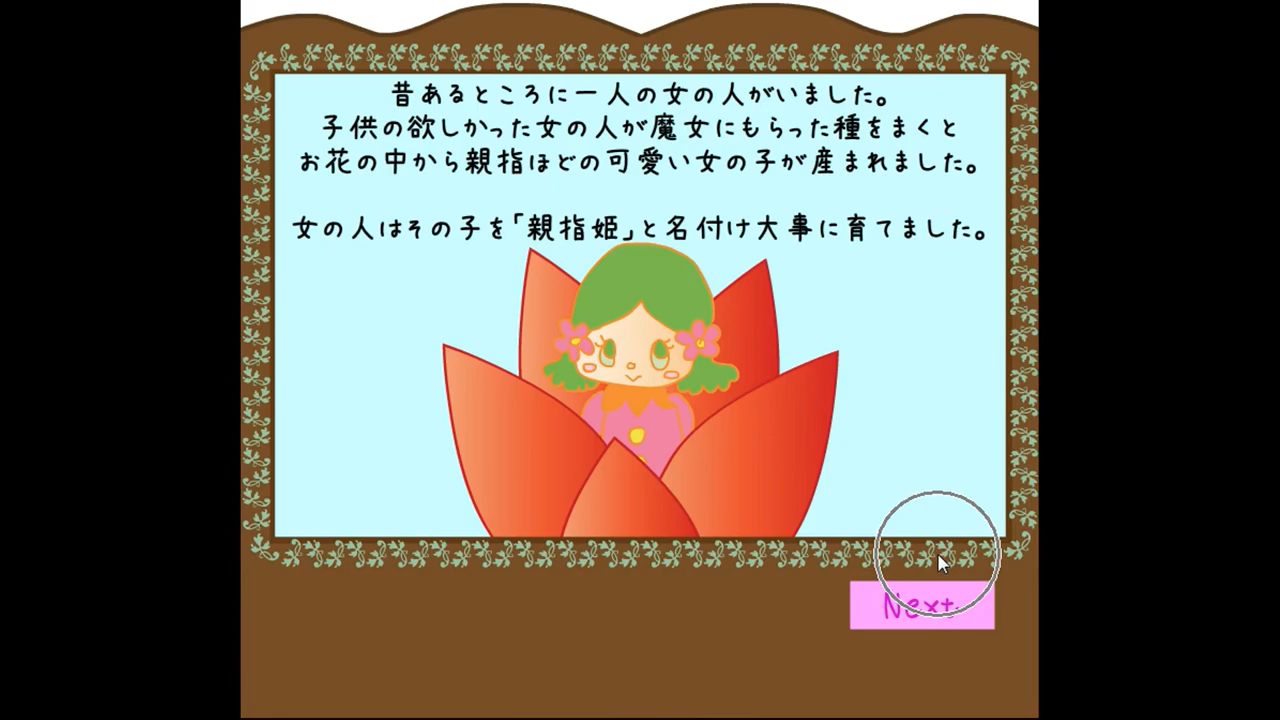 昔あるところに一人の女の人がいました。
子供の欲しかった女の人が魔女にもらった種をまくと
お花の中から親指ほどの可愛い女の子が産まれました。
女の人はその子を「親指姫」と名付け大事に育てました。
Next